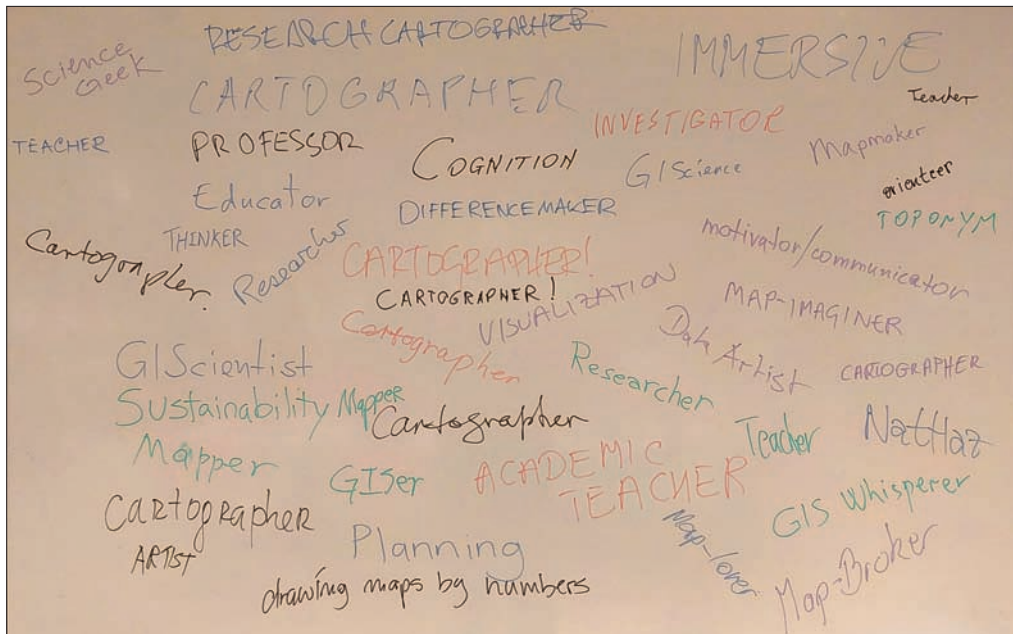 RESEARCH CARTOGRAPHER
Science Geek
IMMERSIVE
CARTOGRAPHER
Teacher
INVESTIGATOR
TEACHER
PROFESSOR
COGNITION
Mapmaker
GIScience
orienteer
Educator
DIFFERENCEMAKER
TOPONYM
THINKER
Researcher
motivator/communicator
Cartogrpher.
CARTOGRAPHER!
CARTOGRAPHER!
VISUALIZATION
MAP-IMAGINER
Cartographer
Data Artist
GIScientist
Researcher
CARTOGRAPHER
Sustainability Mapper
Cartographer
NatHaz
Teacher
Mapper
GISer
ACADEMIC
TEACHER
GIS Whisperer
Cartographer
Map-lover
ARTIST
Planning
Map-Broker
drawing maps by numbers